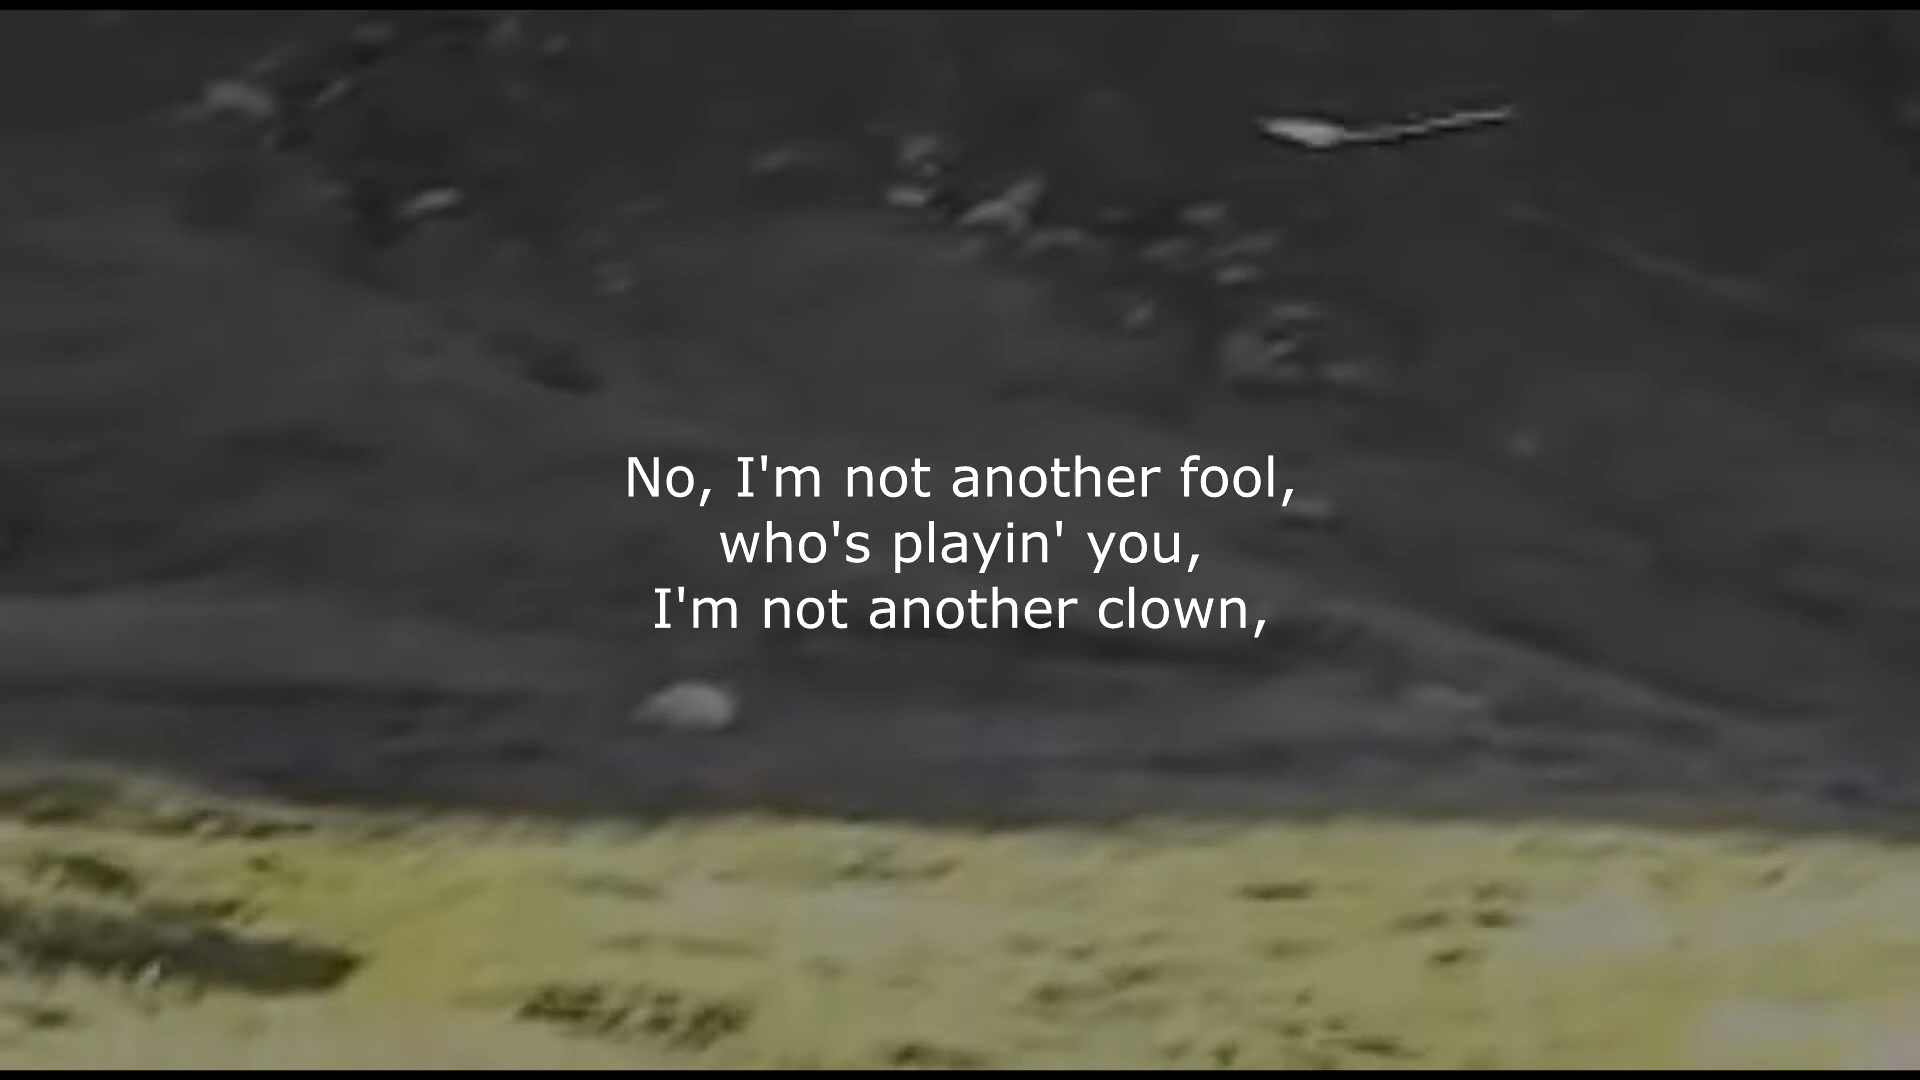 No, I'm not another fool,
who's playin' you,
I'm not another clown,